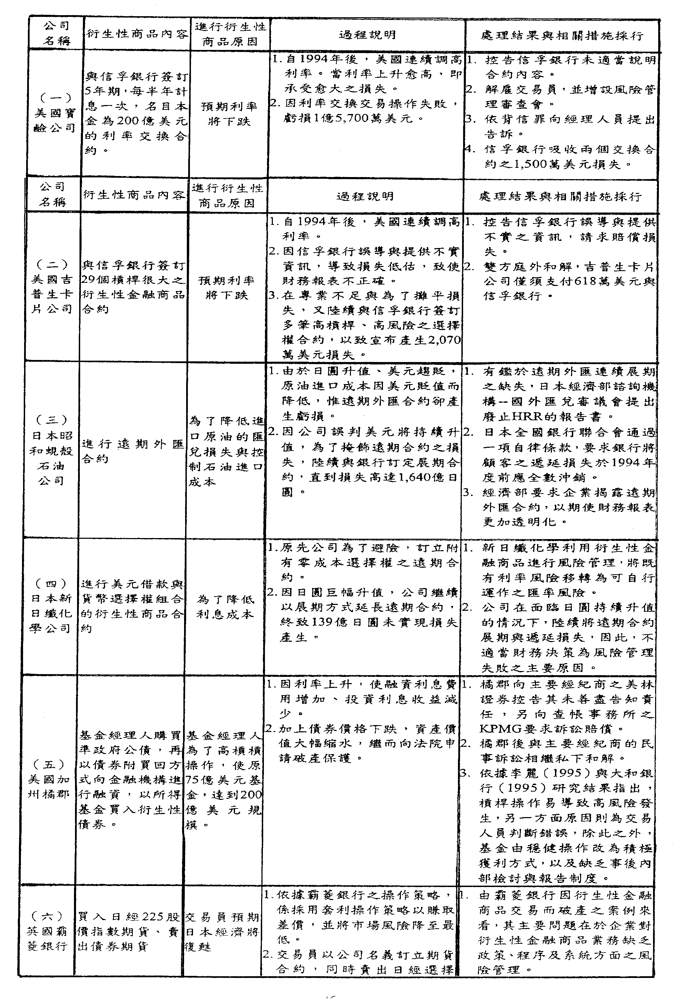 公司
名稱
衍生性商品內容
進行衍生性
商品原因
過程說明
處理結果與相關措施採行
（一）
美國寶
鹼公司
與信孚銀行簽訂
5年期，每半年計
息一次，名目本
金為200億美元
的利率交換合
約。
預期利率
將下跌
1. 自1994年後，美國連續調高
利率。當利率上升愈高，即
承受愈大之損失。
2. 因利率交換交易操作失敗，
虧損1億5,700萬美元。
1. 控告信孚銀行未適當說明
合約內容。
2. 解雇交易員，並增設風險管
理審查會。
3. 依背信罪向經理人員提出
告訴。
4. 信孚銀行吸收兩個交換合
約之1,500萬美元損失。
公司
名稱
衍生性商品內容
進行衍生性
商品原因
過程說明
處理結果與相關措施採行
（二）
美國吉
普生卡
片公司
與信孚銀行簽訂
29個槓桿很大之
衍生性金融商品
合約
預期利率
將下跌
1. 自1994年後，美國連續調高
利率。
2. 因信孚銀行誤導與提供不實
資訊，導致損失低估，致使
財務報表不正確。
3. 在專業不足與為了攤平損
失，又陸續與信孚銀行簽訂
多筆高槓桿、高風險之選擇
權合約，以致宣布產生2,070
萬美元損失。
1. 控告信孚銀行誤導與提供
不實之資訊，請求賠償損
失。
2. 雙方庭外和解，吉普生卡片
公司僅須支付618萬美元與
信孚銀行。
（三）
日本昭
和蜆殼
石油
公司
進行遠期外匯
合約
為了降低進
口原油的匯
兌損失與控
制石油進口
成本
1. 由於日圓升值、美元趨貶，
原油進口成本因美元貶值而
降低，惟遠期外匯合約卻產
生虧損。
2. 因公司誤判美元將持續升
值，為了掩飾遠期合約之損
失，陸續與銀行訂定展期合
約，直到損失高達1,640億日
圓。
1. 有鑑於遠期外匯連續展期
之缺失，日本經濟部諮詢機
構--國外匯兌審議會提出
廢止HRR的報告書。
2. 日本全國銀行聯合會通過
一項自律條款，要求銀行將
顧客之遞延損失於1994年
度前應全數沖銷。
3. 經濟部要求企業揭露遠期
外匯合約，以期使財務報表
更加透明化。
（四）
日本新
日纖化
學公司
進行美元借款與
貨幣選擇權組合
的衍生性商品合
約
為了降低
利息成本
1. 原先公司為了避險，訂立附
有零成本選擇權之遠期合
約。
2. 因日圓巨幅升值，公司繼續
以展期方式延長遠期合約，
終致139億日圓未實現損失
產生。
1. 新日纖化學利用衍生性金
融商品進行風險管理，將既
有利率風險移轉為可自行
運作之匯率風險。
2. 公司在面臨日圓持續升值
的情況下，陸續將遠期合約
展期與遞延損失，因此，不
適當財務決策為風險管理
失敗之主要原因。
（五）
美國加
州橘郡
基金經理人購買
準政府公債，再
以債券附買回方
式向金融機構進
行融資，以所得
基金買入衍生性
債券。
基金經理人
為了高槓槓
操作，使原
75億美元基
金，達到200
億美元規
模。
1. 因利率上升，使融資利息費
用增加、投資利息收益減
少。
2. 加上債券價格下跌，資產價
值大幅縮水，繼而向法院申
請破產保護。
1. 橘郡向主要經紀商之美林
證券控告其未善盡告知責
任，另向查帳事務所之
KPMG要求訴訟賠償。
2. 橘郡後與主要經紀商的民
事訴訟相繼私下和解。
3. 依據李麗（1995）與大和銀
行（1995）研究結果指出，
槓桿操作易導致高風險發
生，另一方面原因則為交易
人員判斷錯誤，除此之外，
基金由穩健操作改為積極
獲利方式，以及缺乏事後內
部檢討與報告制度。
（六）
英國霸
菱銀行
買入日經225股
價指數期貨、賣
出債券期貨
交易員預期
日本經濟將
復甦
1. 依據霸菱銀行之操作策略，
係採用套利操作策略以賺取
差價，並將市場風險降至最
低。
2. 交易員以公司名義訂立期貨
合約，同時賣出日經選擇
1. 由霸菱銀行因衍生性金融
商品交易而破產之案例來
看，其主要問題在於企業對
衍生性金融商品業務缺乏
政策、程序及系統方面之風
險管理。